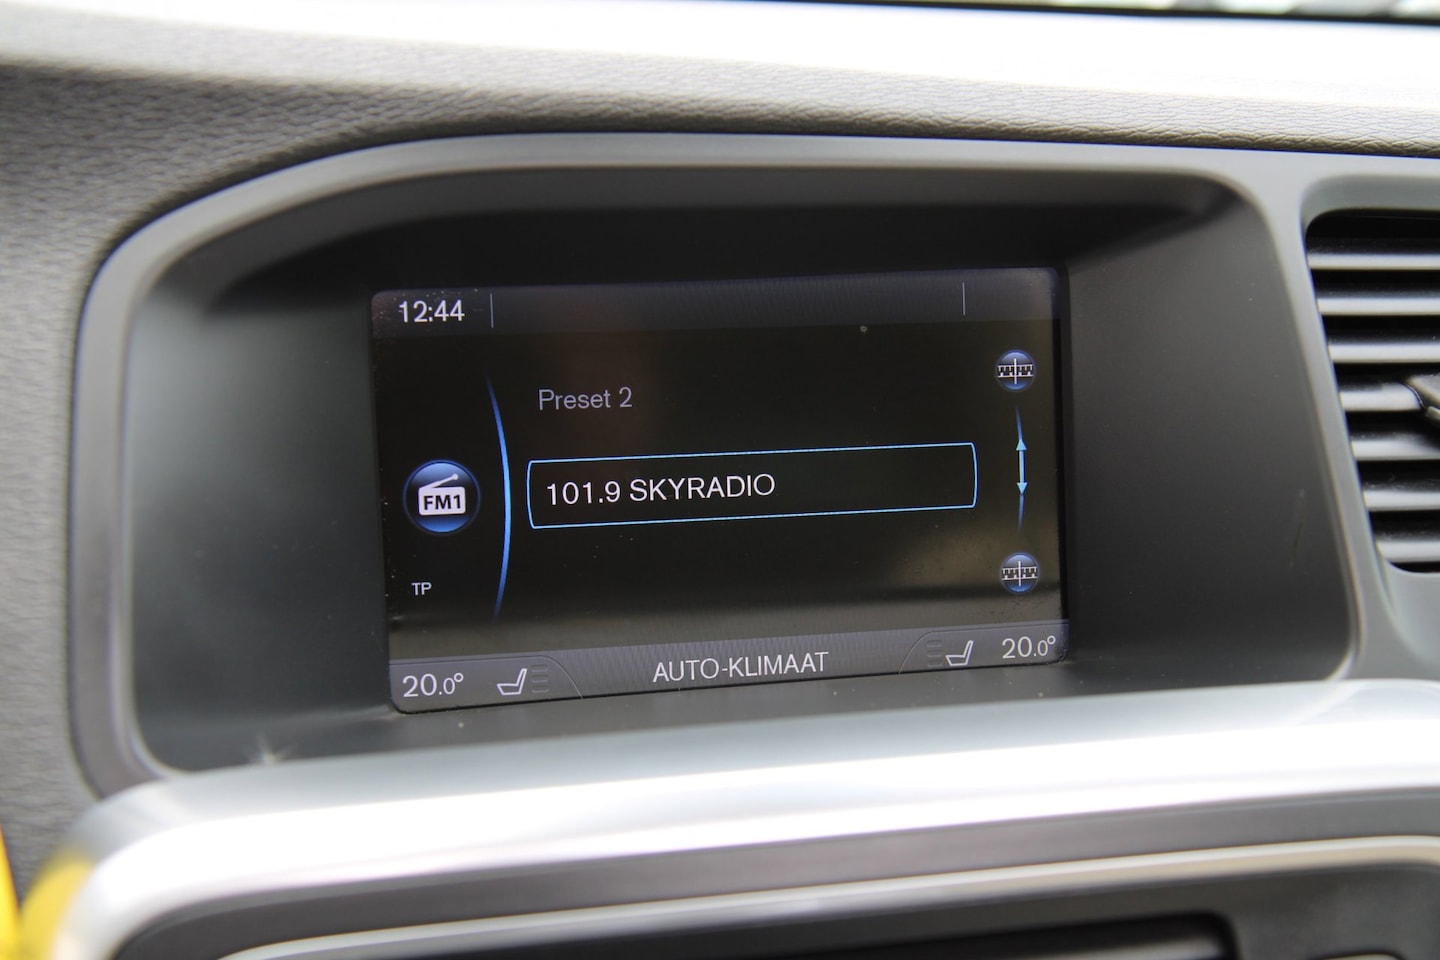 12:44
Preset 2
FM1
101.9 SKYRADIO
TP
20.0°
AUTO-KLIMAAT
20.0°